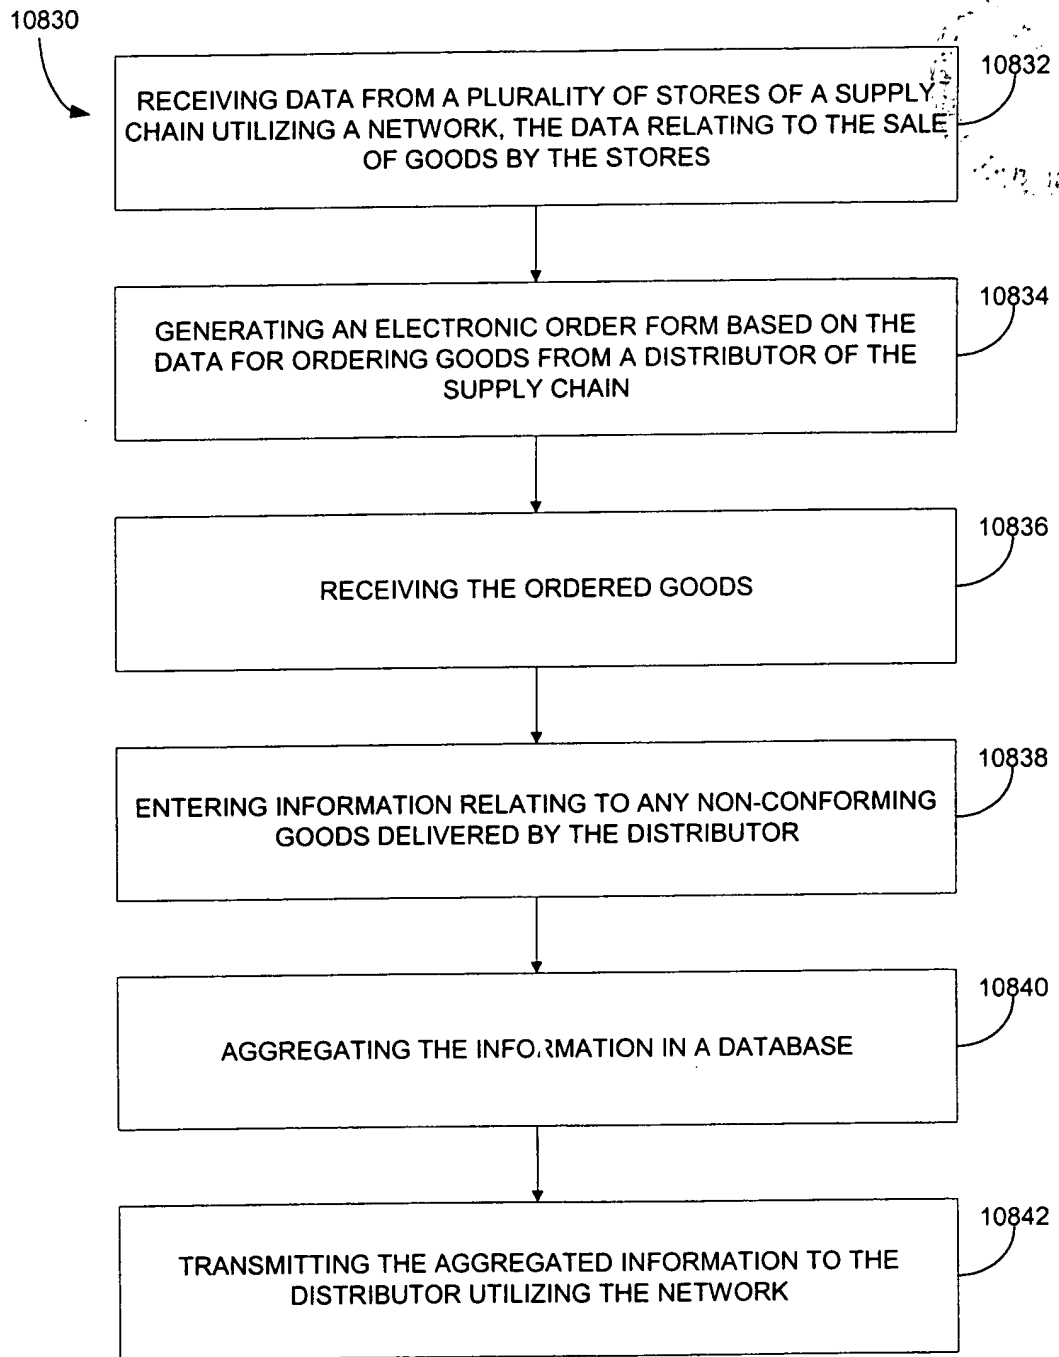 10830
10832
RECEIVING DATA FROM A PLURALITY OF STORES OF A SUPPLY
CHAIN UTILIZING A NETWORK, THE DATA RELATING TO THE SALE
OF GOODS BY THE STORES
10834
GENERATING AN ELECTRONIC ORDER FORM BASED ON THE
DATA FOR ORDERING GOODS FROM A DISTRIBUTOR OF THE
SUPPLY CHAIN
10836
RECEIVING THE ORDERED GOODS
10838
ENTERING INFORMATION RELATING TO ANY NON-CONFORMING
GOODS DELIVERED BY THE DISTRIBUTOR
10840
AGGREGATING THE INFORMATION IN A DATABASE
10842
TRANSMITTING THE AGGREGATED INFORMATION TO THE
DISTRIBUTOR UTILIZING THE NETWORK